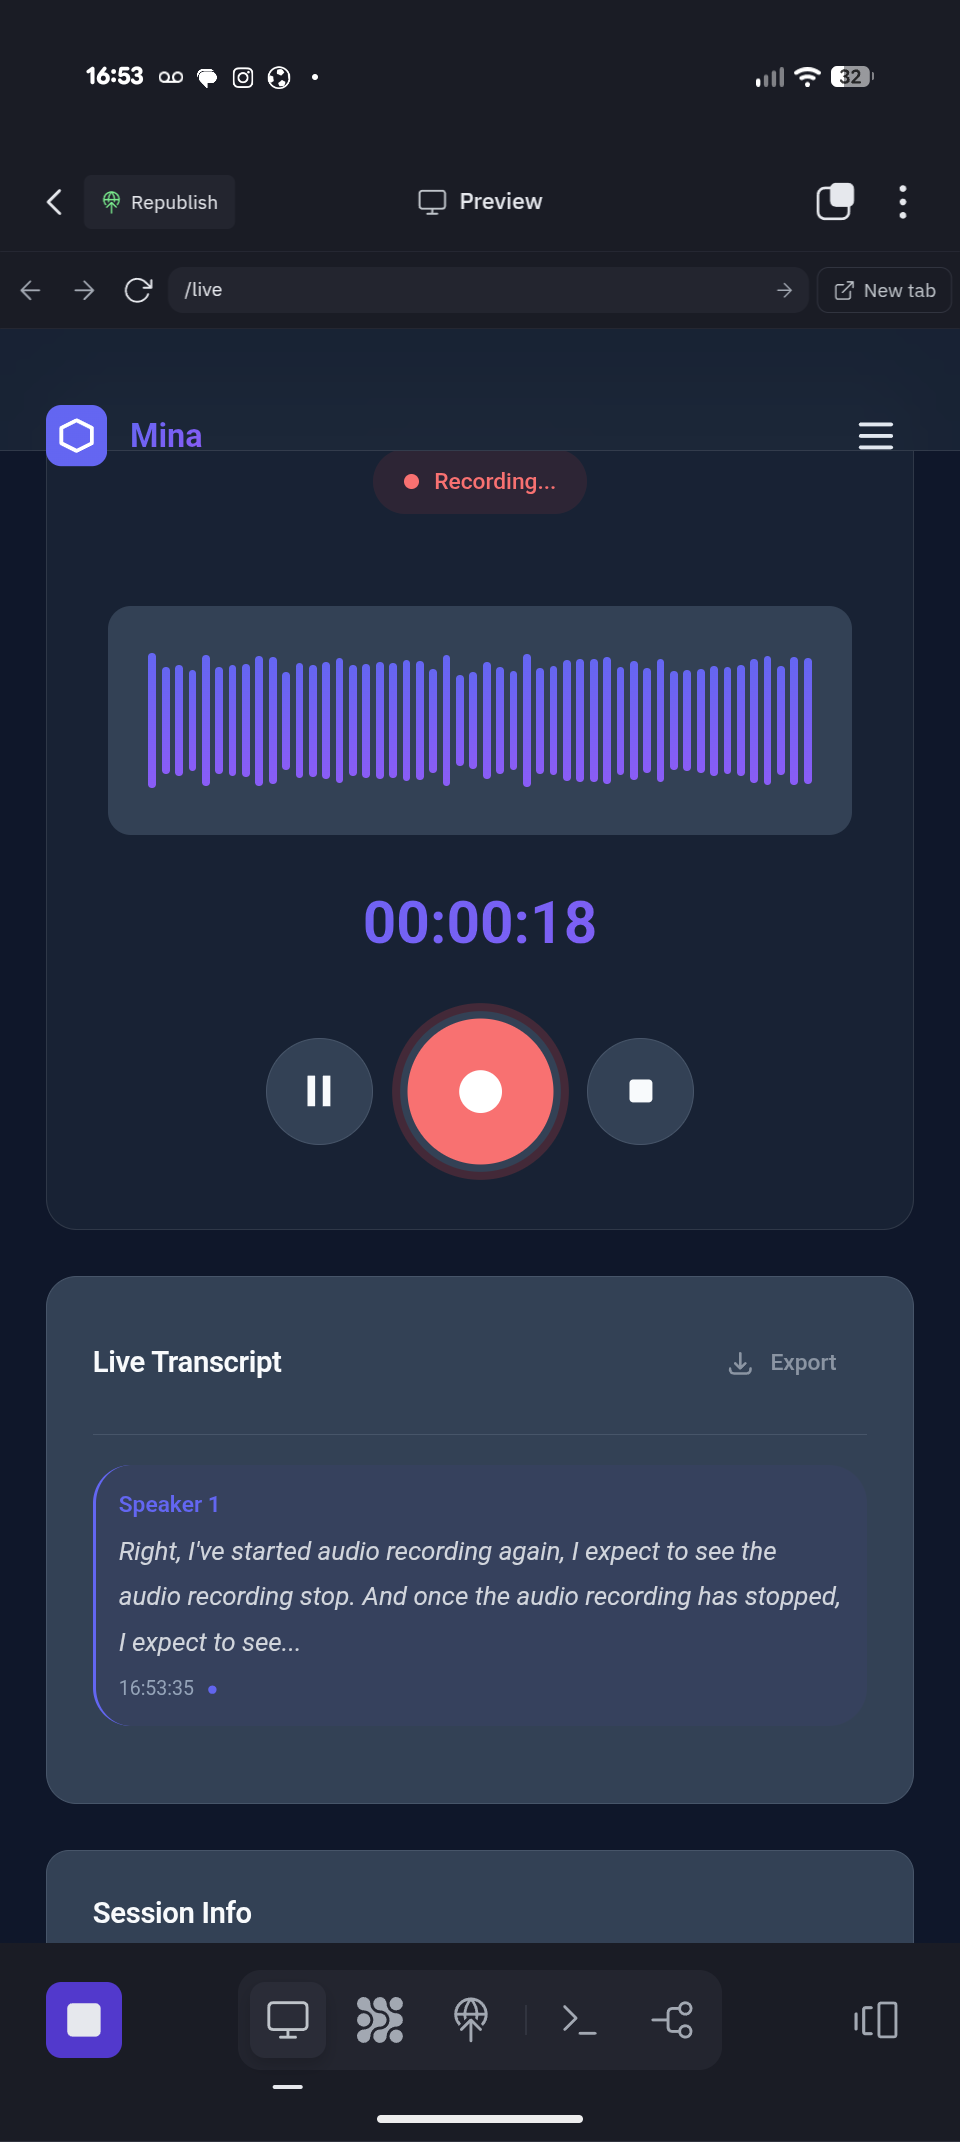 16:53
32
Republish
Preview
/live
New tab
Mina
Recording...
00:00:18
Live Transcript
Export
Speaker 1
Right, I've started audio recording again, I expect to see the
audio recording stop. And once the audio recording has stopped,
I expect to see...
16:53:35
Session Info